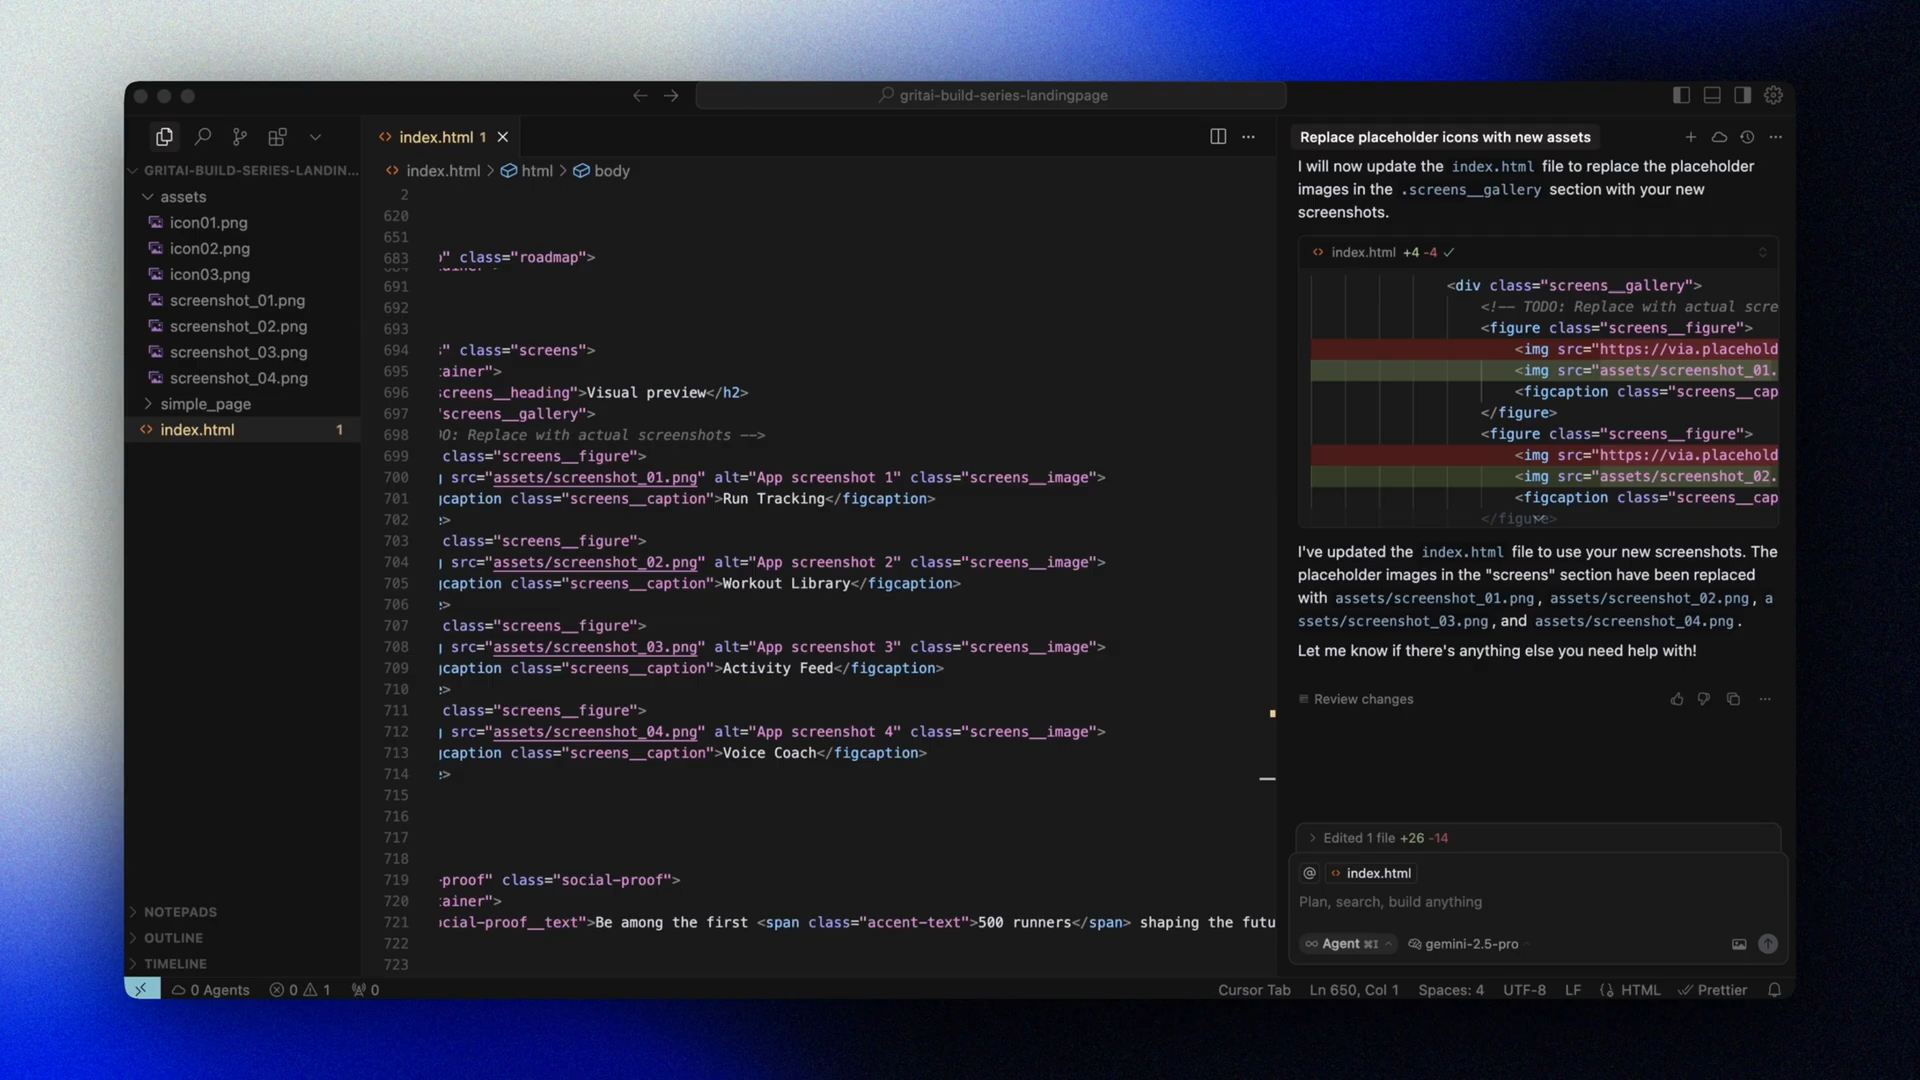 gritai-build-series-landingpage
GRITAI-BUILD-SERIES-LANDIN...
assets
icon01.png
icon02.png
icon03.png
screenshot_01.png
screenshot_02.png
screenshot_03.png
screenshot_04.png
simple_page
index.html 1
NOTEPADS
OUTLINE
TIMELINE
index.html 1
index.html > html > body
2
620
651
683 " class="roadmap">
691
692
693
694 " class="screens">
695 ainer">
696 screens__heading">Visual preview</h2>
697 "screens__gallery">
698 DO: Replace with actual screenshots -->
699 class="screens__figure">
700 src="assets/screenshot_01.png" alt="App screenshot 1" class="screens__image">
701 gcaption class="screens__caption">Run Tracking</figcaption>
702 >
703 class="screens__figure">
704 src="assets/screenshot_02.png" alt="App screenshot 2" class="screens__image">
705 gcaption class="screens__caption">Workout Library</figcaption>
706 >
707 class="screens__figure">
708 src="assets/screenshot_03.png" alt="App screenshot 3" class="screens__image">
709 gcaption class="screens__caption">Activity Feed</figcaption>
710 >
711 class="screens__figure">
712 src="assets/screenshot_04.png" alt="App screenshot 4" class="screens__image">
713 gcaption class="screens__caption">Voice Coach</figcaption>
714 >
715
716
717
718
719 -proof" class="social-proof">
720 ainer">
721 cial-proof__text">Be among the first <span class="accent-text">500 runners</span> shaping the futu
722
723
Replace placeholder icons with new assets
I will now update the index.html file to replace the placeholder
images in the .screens__gallery section with your new
screenshots.
index.html +4 -4
<div class="screens__gallery">
<!-- TODO: Replace with actual scre
<figure class="screens__figure">
<img src="https://via.placehold
<img src="assets/screenshot_01.
<figcaption class="screens__cap
</figure>
<figure class="screens__figure">
<img src="https://via.placehold
<img src="assets/screenshot_02.
<figcaption class="screens__cap
</figure>
I've updated the index.html file to use your new screenshots. The
placeholder images in the "screens" section have been replaced
with assets/screenshot_01.png, assets/screenshot_02.png, a
ssets/screenshot_03.png, and assets/screenshot_04.png.
Let me know if there's anything else you need help with!
Review changes
Edited 1 file +26 -14
@ index.html
Plan, search, build anything
Agent ⌘I gemini-2.5-pro
0 Agents 0 1 0 Cursor Tab Ln 650, Col 1 Spaces: 4 UTF-8 LF HTML Prettier